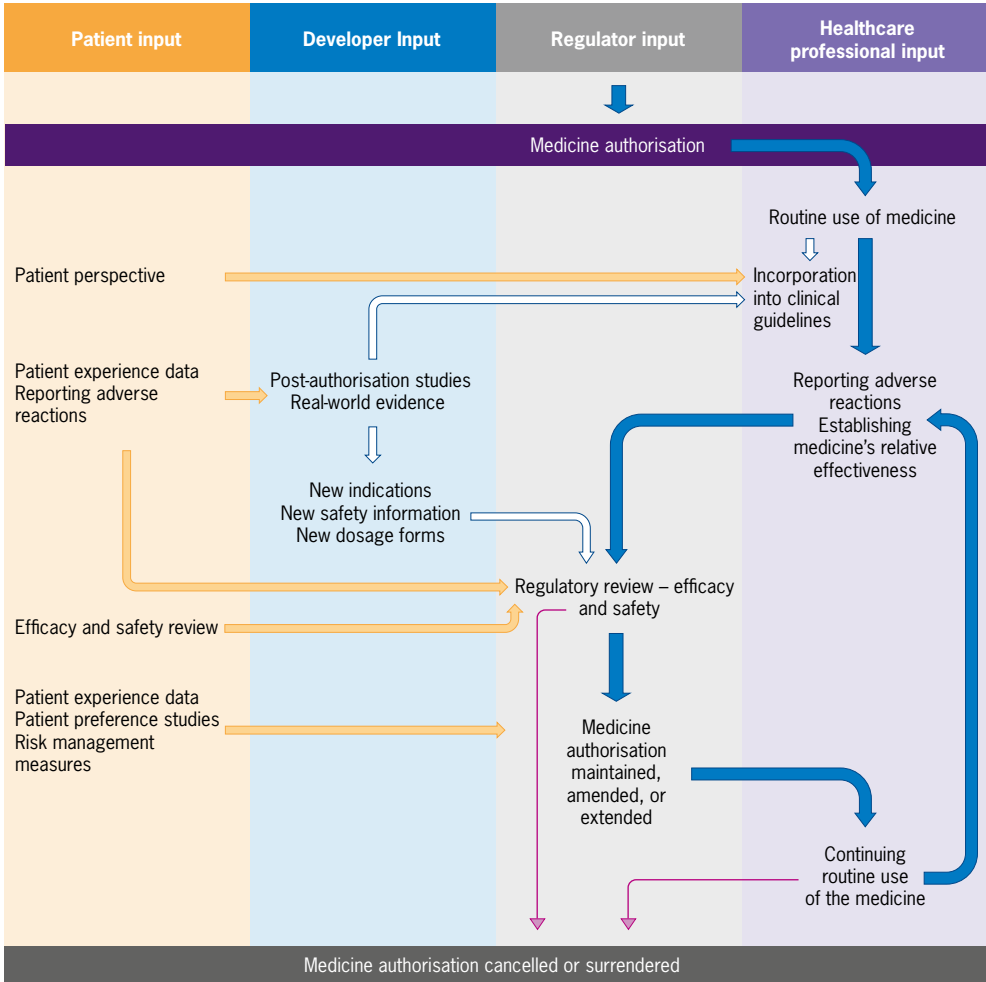 Patient input
Developer Input
Regulator input
Healthcare
professional input
Medicine authorisation
Routine use of medicine
Patient perspective
Incorporation
into clinical
guidelines
Patient experience data
Reporting adverse
reactions
Post-authorisation studies
Real-world evidence
Reporting adverse
reactions
Establishing
medicine's relative
effectiveness
New indications
New safety information
New dosage forms
Regulatory review – efficacy
and safety
Efficacy and safety review
Patient experience data
Patient preference studies
Risk management
measures
Medicine
authorisation
maintained,
amended, or
extended
Continuing
routine use
of the medicine
Medicine authorisation cancelled or surrendered